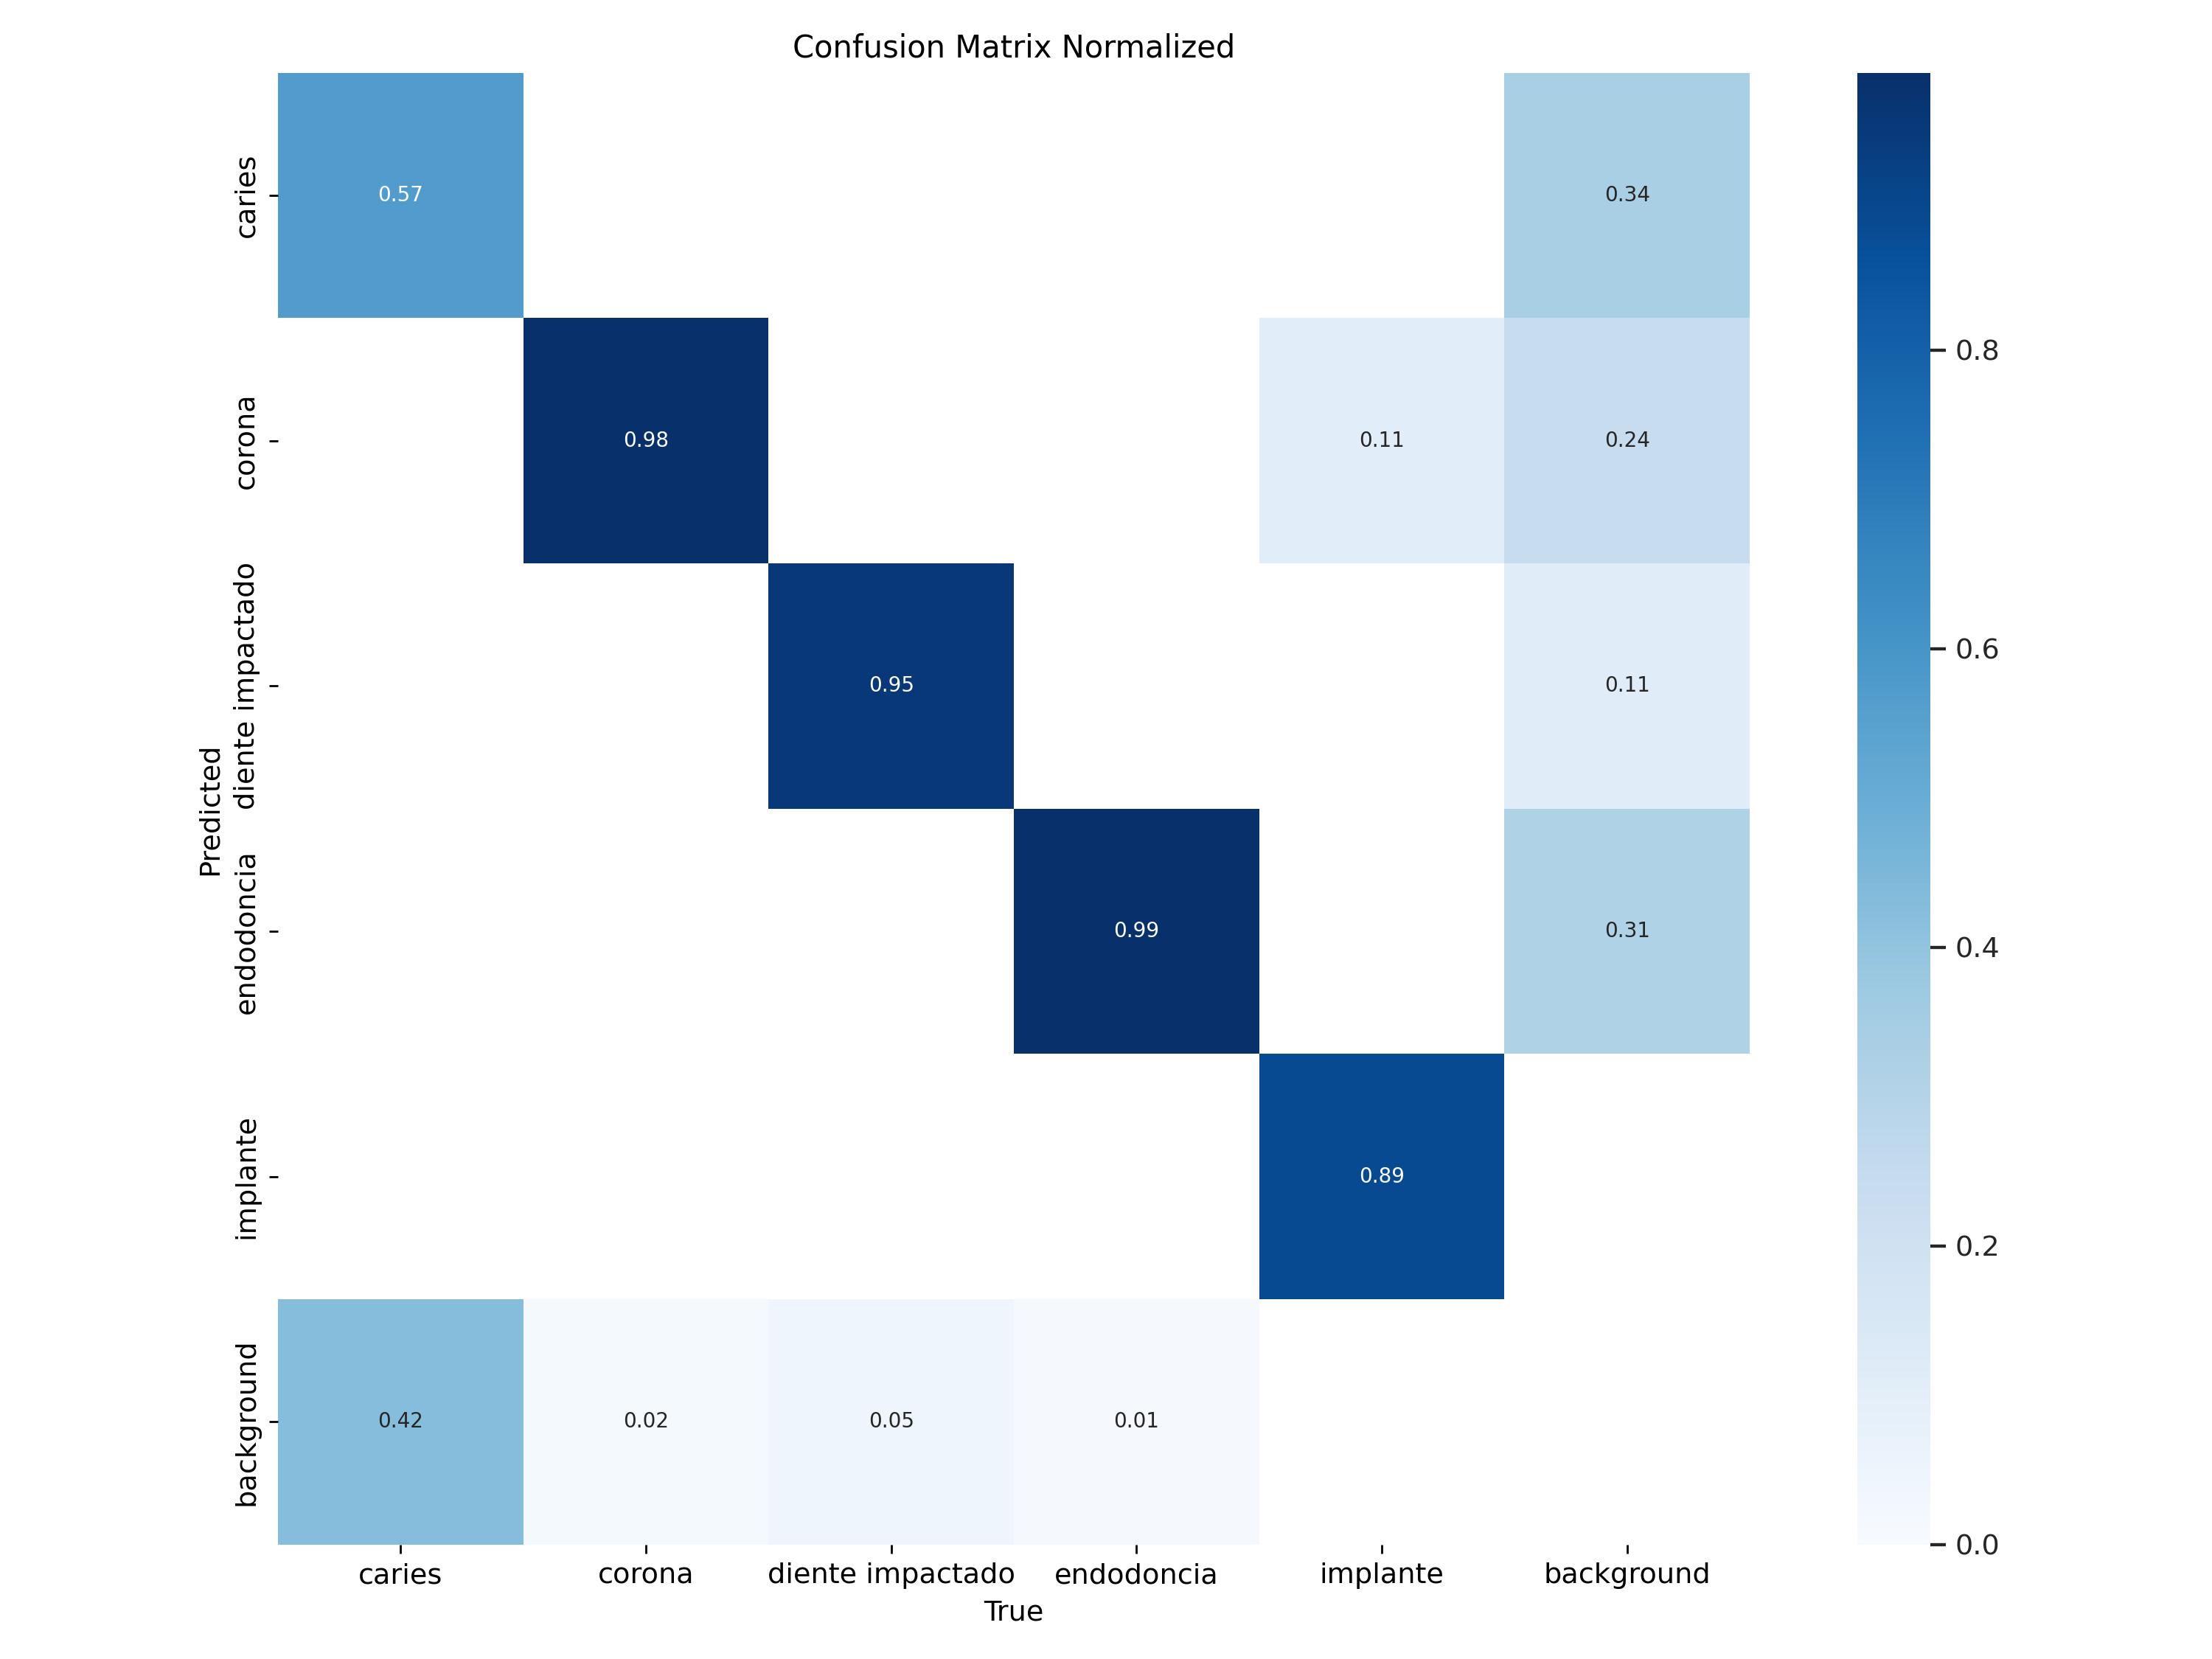 Confusion Matrix Normalized
caries
0.57
0.34
corona
0.98
0.11
0.24
0.8
diente impactado
0.95
0.11
0.6
Predicted
endodoncia
0.99
0.31
0.4
implante
0.89
0.2
background
0.42
0.02
0.05
0.01
0.0
caries
corona
diente impactado
endodoncia
implante
background
True